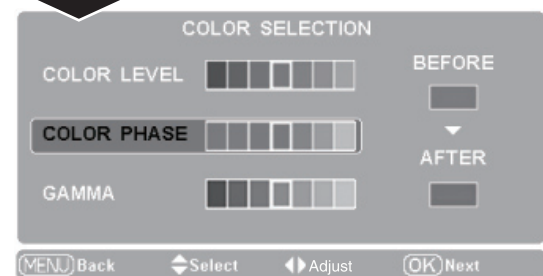 COLOR SELECTION
COLOR LEVEL
BEFORE
COLOR PHASE
AFTER
GAMMA
MENU Back Select Adjust OK Next